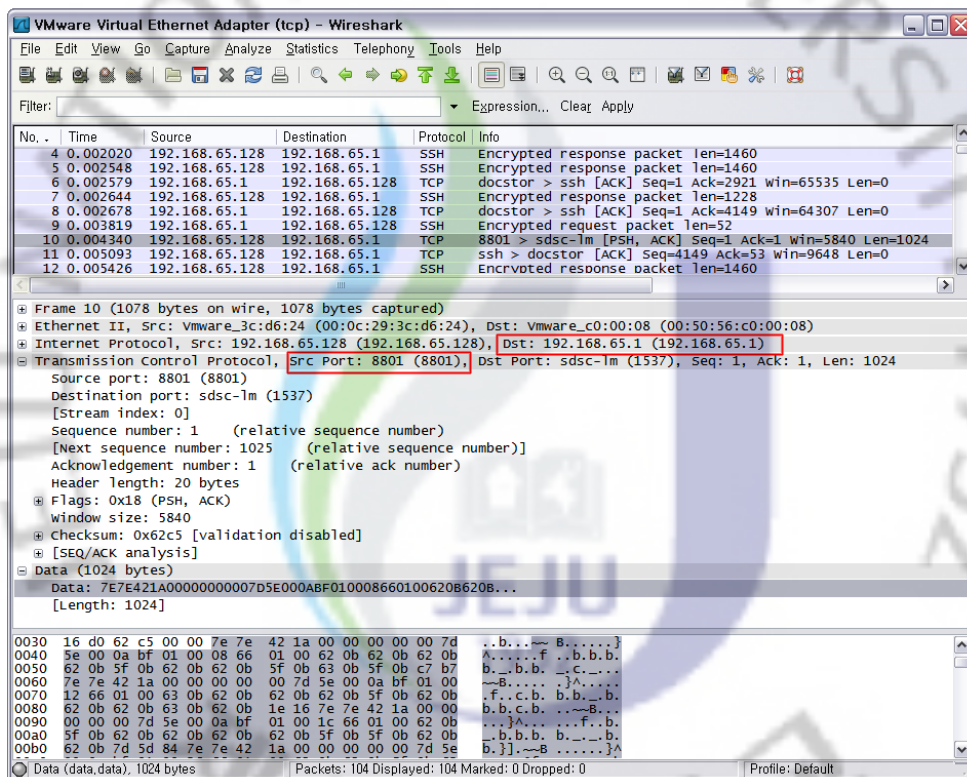 VMware Virtual Ethernet Adapter (tcp) - Wireshark
File Edit View Go Capture Analyze Statistics Telephony Tools Help
Filter: Expression... Clear Apply
No. . Time Source Destination Protocol Info
4 0.002020 192.168.65.128 192.168.65.1 SSH Encrypted response packet len=1460
5 0.002548 192.168.65.128 192.168.65.1 SSH Encrypted response packet len=1460
6 0.002579 192.168.65.1 192.168.65.128 TCP docstor > ssh [ACK] Seq=1 Ack=2921 Win=65535 Len=0
7 0.002644 192.168.65.128 192.168.65.1 SSH Encrypted response packet len=1228
8 0.002678 192.168.65.1 192.168.65.128 TCP docstor > ssh [ACK] Seq=1 Ack=4149 Win=64307 Len=0
9 0.003819 192.168.65.1 192.168.65.128 SSH Encrypted request packet len=52
10 0.004340 192.168.65.128 192.168.65.1 TCP 8801 > sdsc-lm [PSH, ACK] Seq=1 Ack=1 Win=5840 Len=1024
11 0.005093 192.168.65.128 192.168.65.1 TCP ssh > docstor [ACK] Seq=4149 Ack=53 Win=9648 Len=0
12 0.005426 192.168.65.128 192.168.65.1 SSH Encrypted response packet len=1460
Frame 10 (1078 bytes on wire, 1078 bytes captured)
Ethernet II, Src: Vmware_3c:d6:24 (00:0c:29:3c:d6:24), Dst: Vmware_c0:00:08 (00:50:56:c0:00:08)
Internet Protocol, Src: 192.168.65.128 (192.168.65.128), Dst: 192.168.65.1 (192.168.65.1)
Transmission Control Protocol, Src Port: 8801 (8801), Dst Port: sdsc-lm (1537), Seq: 1, Ack: 1, Len: 1024
Source port: 8801 (8801)
Destination port: sdsc-lm (1537)
[Stream index: 0]
Sequence number: 1 (relative sequence number)
[Next sequence number: 1025 (relative sequence number)]
Acknowledgement number: 1 (relative ack number)
Header length: 20 bytes
Flags: 0x18 (PSH, ACK)
Window size: 5840
Checksum: 0x62c5 [validation disabled]
[SEQ/ACK analysis]
Data (1024 bytes)
Data: 7E7E421A00000000007D5E000ABF010008660100620B620B...
[Length: 1024]
JEJU
0030 16 d0 62 c5 00 00 7e 7e 42 1a 00 00 00 00 00 7d ..b...~~ B......}
0040 5e 00 0a bf 01 00 08 66 01 00 62 0b 62 0b 62 0b ^......f ..b.b.b.
0050 62 0b 5f 0b 62 0b 62 0b 5f 0b 63 0b 5f 0b c7 b7 b._.b.b. _.c._...
0060 7e 7e 42 1a 00 00 00 00 00 7d 5e 00 0a bf 01 00 ~~B..... .}^.....
0070 12 66 01 00 63 0b 62 0b 62 0b 62 0b 5f 0b 62 0b .f..c.b. b.b._.b.
0080 62 0b 62 0b 63 0b 62 0b 1e 16 7e 7e 42 1a 00 00 b.b.c.b. ..~~B...
0090 00 00 00 7d 5e 00 0a bf 01 00 1c 66 01 00 62 0b ...}^... ...f..b.
00a0 5f 0b 62 0b 62 0b 62 0b 62 0b 5f 0b 5f 0b 62 0b _.b.b.b. b._._.b.
00b0 62 0b 7d 5d 84 7e 7e 42 1a 00 00 00 00 00 7d 5e b.}].~~B ......}^
Data (data,data), 1024 bytes Packets: 104 Displayed: 104 Marked: 0 Dropped: 0 Profile: Default